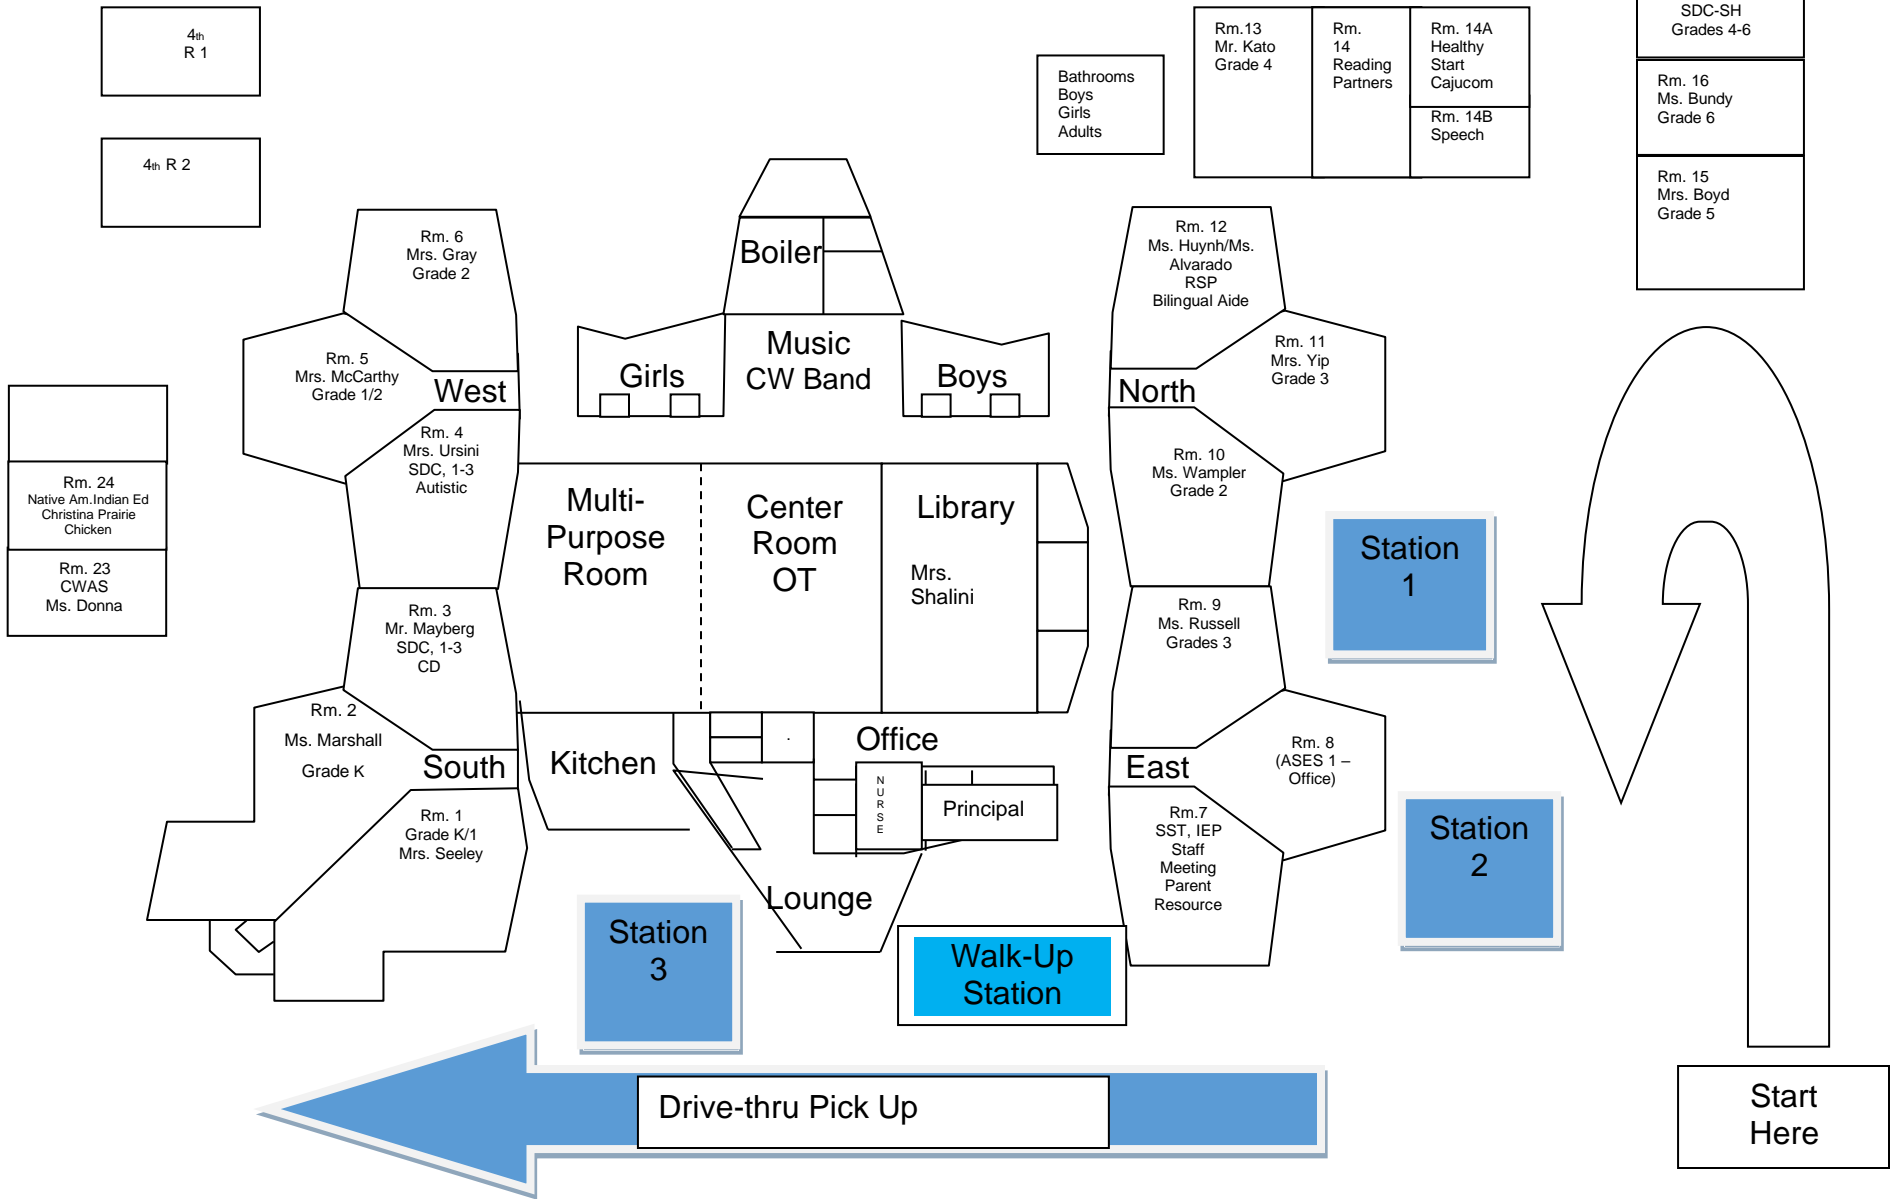 4th
R 1
4th R 2
Bathrooms
Boys
Girls
Adults
Rm.13
Mr. Kato
Grade 4
Rm.
14
Reading
Partners
Rm. 14A
Healthy
Start
Cajucom
Rm. 14B
Speech
SDC-SH
Grades 4-6
Rm. 16
Ms. Bundy
Grade 6
Rm. 15
Mrs. Boyd
Grade 5
Rm. 6
Mrs. Gray
Grade 2
Rm. 5
Mrs. McCarthy
Grade 1/2
West
Rm. 4
Mrs. Ursini
SDC, 1-3
Autistic
Boiler
Girls
Music
CW Band
Boys
Rm. 12
Ms. Huynh/Ms.
Alvarado
RSP
Bilingual Aide
Rm. 11
Mrs. Yip
Grade 3
North
Rm. 10
Ms. Wampler
Grade 2
Rm. 24
Native Am.Indian Ed
Christina Prairie
Chicken
Rm. 23
CWAS
Ms. Donna
Multi-
Purpose
Room
Center
Room
OT
Library
Mrs.
Shalini
Station
1
Rm. 3
Mr. Mayberg
SDC, 1-3
CD
Rm. 9
Ms. Russell
Grades 3
Rm. 2
Ms. Marshall
Grade K
South
Rm. 1
Grade K/1
Mrs. Seeley
Kitchen
.
Office
NURSE
Principal
Lounge
East
Rm. 8
(ASES 1 –
Office)
Rm.7
SST, IEP
Staff
Meeting
Parent
Resource
Station
2
Station
3
Walk-Up
Station
Drive-thru Pick Up
Start
Here